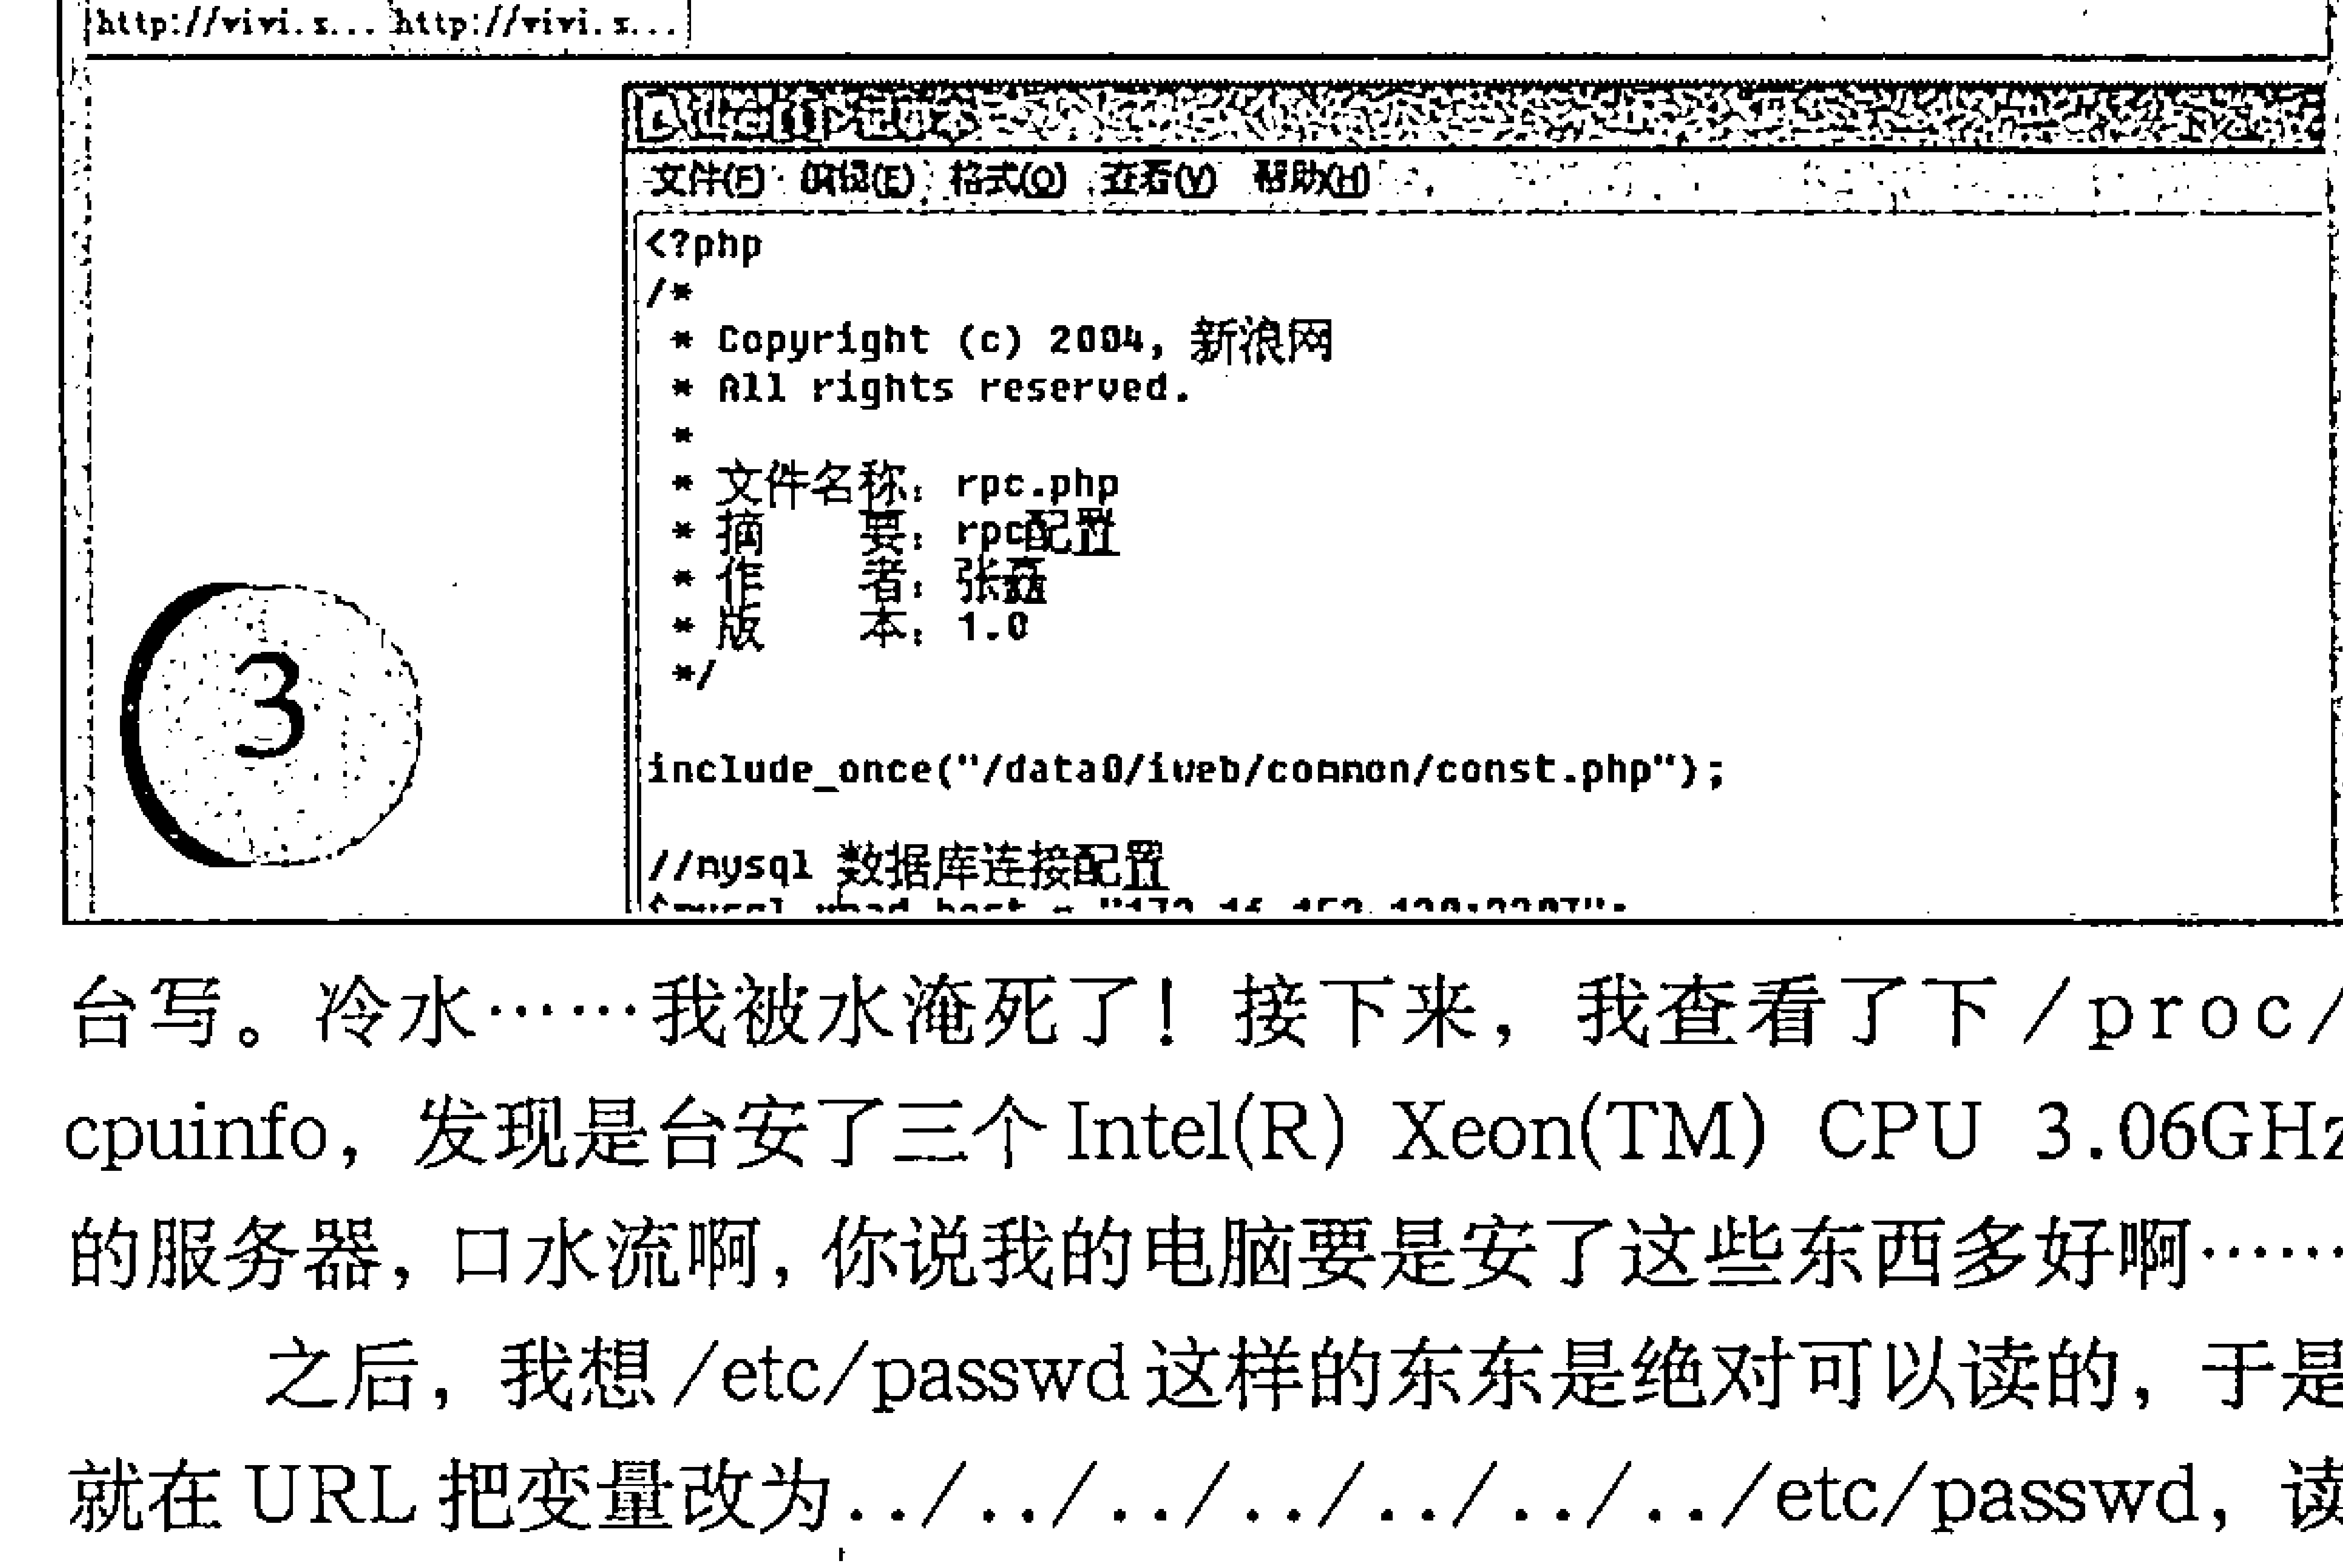 http://vivi.s... http://vivi.s...
文件(F) 编辑(E) 格式(O) 查看(V) 帮助(H)
<?php
/*
* Copyright (c) 2004, 新浪网
* All rights reserved.
*
* 文件名称: rpc.php
* 摘 要: rpc配置
* 作 者: 张磊
* 版 本: 1.0
*/
3
include_once("/data0/iweb/common/const.php");
//mysql 数据库连接配置
台写。冷水……我被水淹死了！接下来，我查看了下/proc/
cpuinfo，发现是台安了三个Intel(R) Xeon(TM) CPU 3.06GHz
的服务器，口水流啊，你说我的电脑要是安了这些东西多好啊……
之后，我想/etc/passwd这样的东东是绝对可以读的，于是
就在URL把变量改为../../../../../../../etc/passwd，读